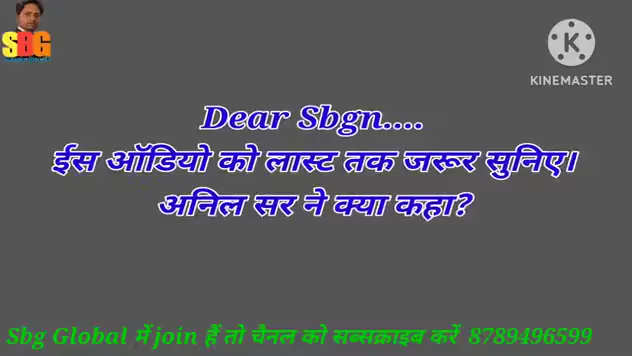 SBG
KINEMASTER
Dear Sbgn....
ईस ऑडियो को लास्ट तक जरूर सुनिए।
अनिल सर ने क्या कहा?
Sbg Global में join हैं तो चैनल को सब्सक्राइब करें 8789496599